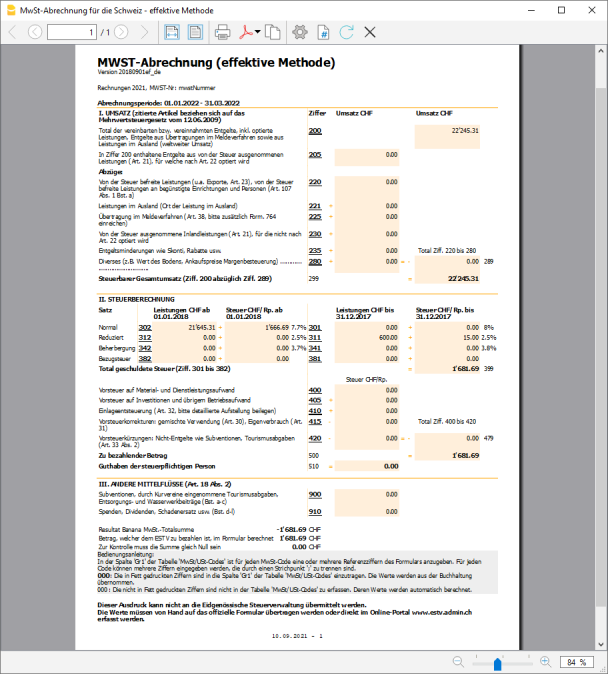 MwSt-Abrechnung für die Schweiz - effektive Methode
1 / 1
MWST-Abrechnung (effektive Methode)
Version 20180901ef_de
Rechnungen 2021, MWST-Nr: mwstNummer
Abrechnungsperiode: 01.01.2022 - 31.03.2022
I. UMSATZ (zitierte Artikel beziehen sich auf das Ziffer Umsatz CHF Umsatz CHF
Mehrwertsteuergesetz vom 12.06.2009)
Total der vereinbarten bzw. vereinnahmten Entgelte, inkl. optierte 200 22'245.31
Leistungen, Entgelte aus Übertragungen im Meldeverfahren sowie aus
Leistungen im Ausland (weltweiter Umsatz)
In Ziffer 200 enthaltene Entgelte aus von der Steuer ausgenommenen 205 0.00
Leistungen (Art. 21), für welche nach Art. 22 optiert wird
Abzüge:
Von der Steuer befreite Leistungen (u.a. Exporte, Art. 23), von der Steuer 220 0.00
befreite Leistungen an begünstigte Einrichtungen und Personen (Art. 107
Abs. 1 Bst. a)
Leistungen im Ausland (Ort der Leistung im Ausland) 221 + 0.00
Übertragung im Meldeverfahren (Art. 38, bitte zusätzlich Form. 764 225 + 0.00
einreichen)
Von der Steuer ausgenommene Inlandleistungen (Art. 21), für die nicht nach 230 + 0.00
Art. 22 optiert wird
Entgeltsminderungen wie Skonti, Rabatte usw. 235 + 0.00 Total Ziff. 220 bis 280
Diverses (z.B. Wert des Bodens, Ankaufspreise Margenbesteuerung) ........... 280 + 0.00 = - 0.00 289
........................
Steuerbarer Gesamtumsatz (Ziff. 200 abzüglich Ziff. 289) 299 = 22'245.31
II. STEUERBERECHNUNG
Satz Leistungen CHF ab Steuer CHF/ Rp. ab Leistungen CHF bis Steuer CHF/ Rp. bis
01.01.2018 01.01.2018 31.12.2017 31.12.2017
Normal 302 21'645.31 + 1'666.69 7.7% 301 0.00 + 0.00 8%
Reduziert 312 0.00 + 0.00 2.5% 311 600.00 + 15.00 2.5%
Beherbergung 342 0.00 + 0.00 3.7% 341 0.00 + 0.00 3.8%
Bezugsteuer 382 0.00 + 0.00 381 0.00 + 0.00
Total geschuldete Steuer (Ziff. 301 bis 382) = 1'681.69 399
Steuer CHF/Rp.
Vorsteuer auf Material- und Dienstleistungsaufwand 400 0.00
Vorsteuer auf Investitionen und übrigem Betriebsaufwand 405 + 0.00
Einlageentsteuerung (Art. 32, bitte detaillierte Aufstellung beilegen) 410 + 0.00
Vorsteuerkorrekturen: gemischte Verwendung (Art. 30), Eigenverbrauch (Art. 415 - 0.00 Total Ziff. 400 bis 420
31)
Vorsteuerkürzungen: Nicht-Entgelte wie Subventionen, Tourismusabgaben 420 - 0.00 = - 0.00 479
(Art. 33 Abs. 2)
Zu bezahlender Betrag 500 = 1'681.69
Guthaben der steuerpflichtigen Person 510 = 0.00
III. ANDERE MITTELFLÜSSE (Art. 18 Abs. 2)
Subventionen, durch Kurvereine eingenommene Tourismusabgaben, 900 0.00
Entsorgungs- und Wasserwerkbeiträge (Bst. a-c)
Spenden, Dividenden, Schadenersatz usw. (Bst. d-l) 910 0.00
Resultat Banana MwSt.-Totalsumme -1'681.69 CHF
Betrag, welcher dem ESTV zu bezahlen ist, im Formular berechnet 1'681.69 CHF
Zur Kontrolle muss die Summe gleich Null sein 0.00 CHF
Bedienungsanleitung:
In der Spalte 'Gr1' der Tabelle 'MwSt/USt-Codes' ist für jeden MwSt-Code eine oder mehrere Referenzziffern des Formulars anzugeben. Für jeden
Code können mehrere Ziffern eingegeben werden, die durch einen Strichpunkt ';' zu trennen sind.
000: Die in Fett gedruckten Ziffern sind in die Spalte 'Gr1' der Tabelle 'MwSt/USt-Codes' einzutragen. Die Werte werden aus der Buchhaltung
übernommen.
000: Die nicht in Fett gedruckten Ziffern sind nicht in der Tabelle 'MwSt/USt-Codes' zu erfassen. Deren Werte werden automatisch berechnet.
Dieser Ausdruck kann nicht an die Eidgenössische Steuerverwaltung übermittelt werden.
Die Werte müssen von Hand auf das offizielle Formular übertragen werden oder direkt im Online-Portal www.estv.admin.ch
erfasst werden.
10.09.2021 - 1
84 %